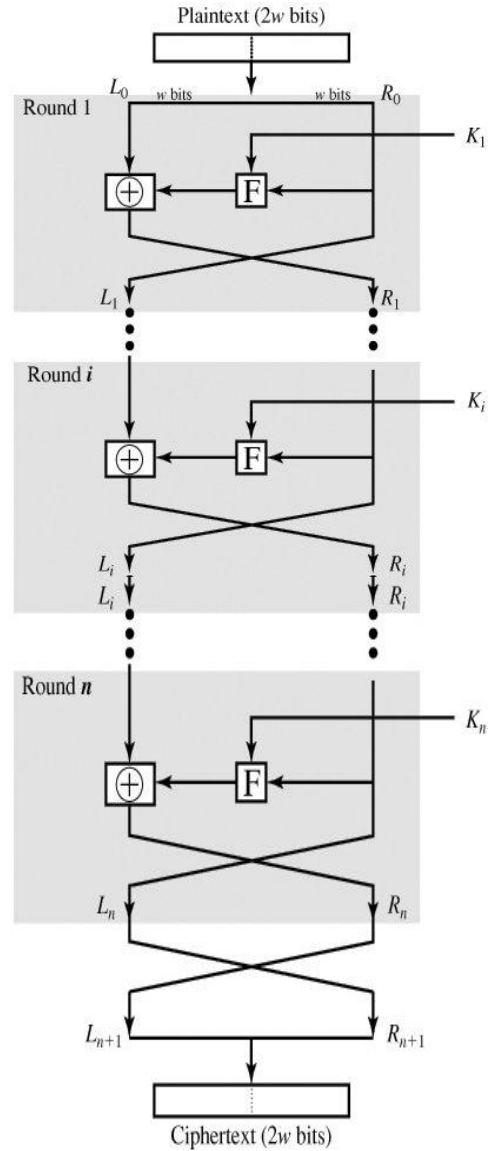 Plaintext (2w bits)
L₀ w bits w bits R₀
Round 1
K₁
+ F
L₁ R₁
Round i
Kᵢ
+ F
Lᵢ Rᵢ
Lᵢ Rᵢ
Round n
Kₙ
+ F
Lₙ Rₙ
Lₙ₊₁ Rₙ₊₁
Ciphertext (2w bits)